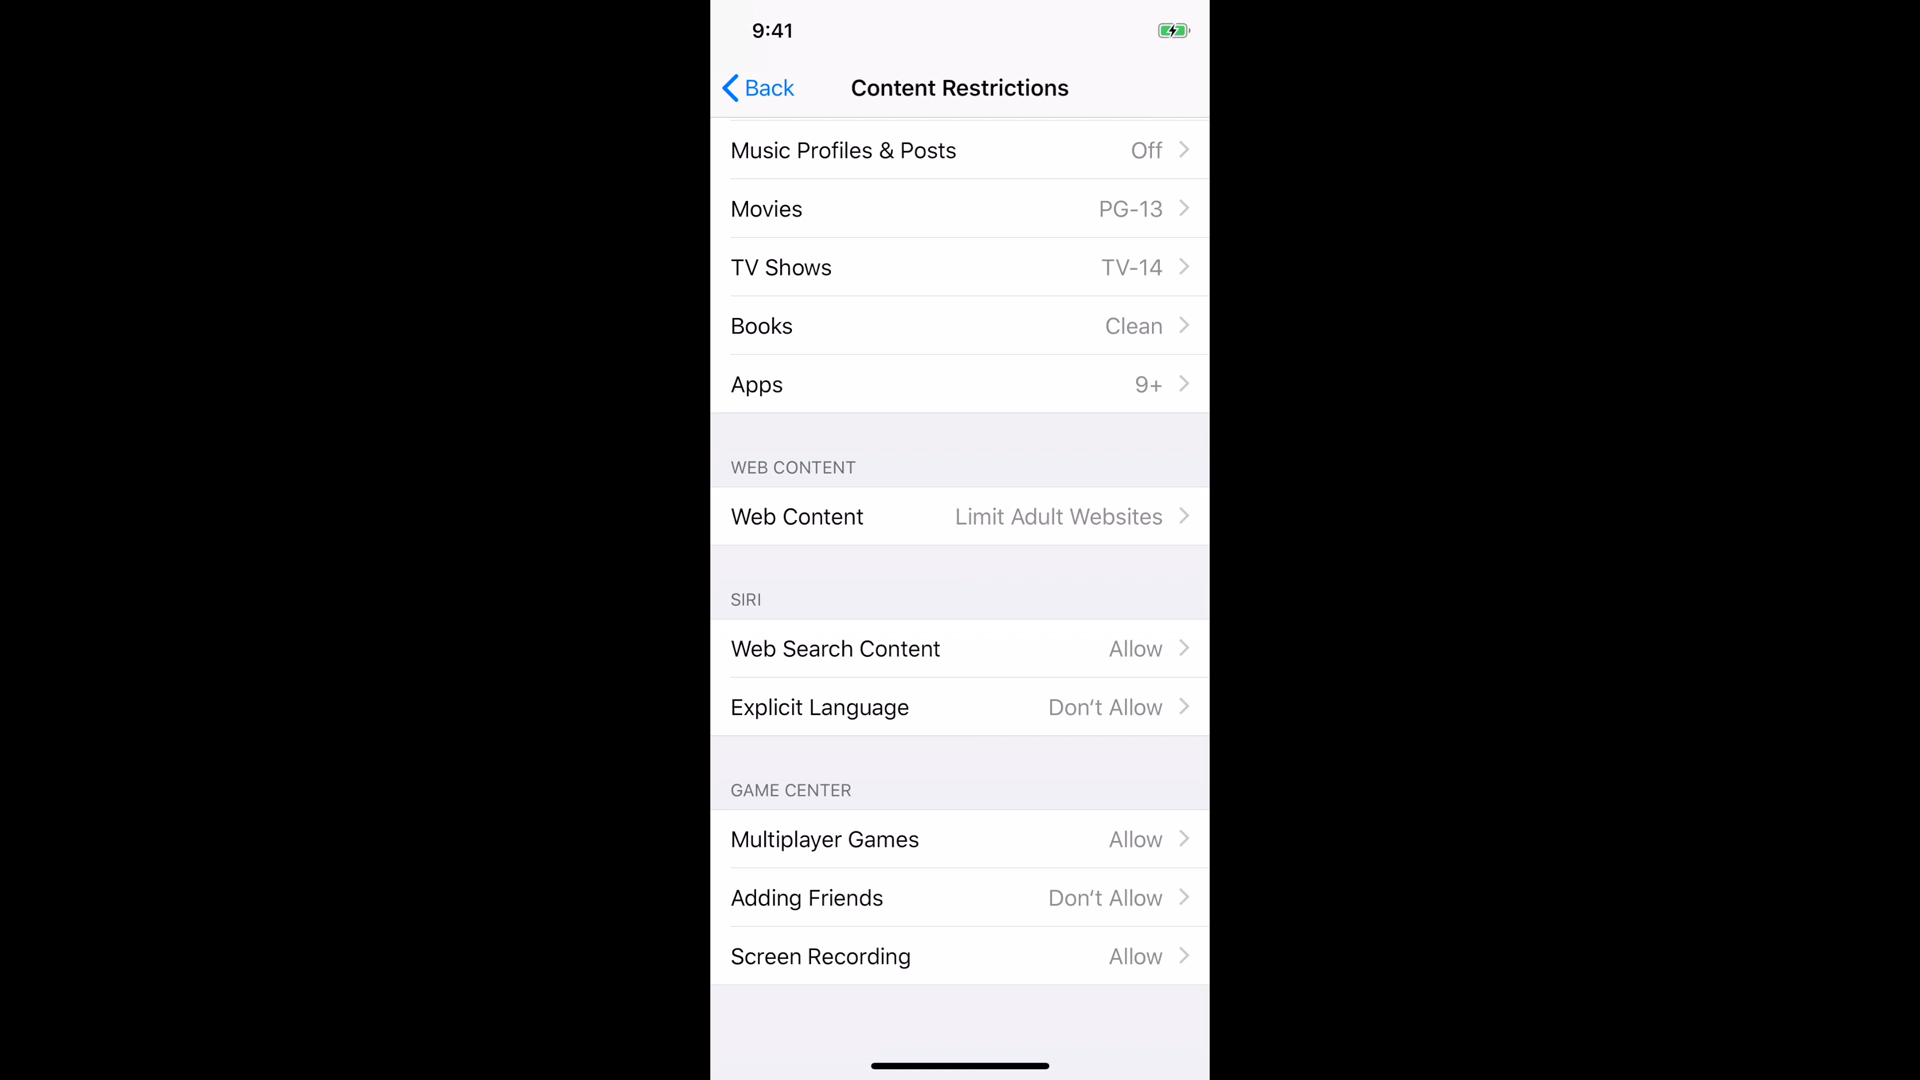 9:41
Back Content Restrictions
Music Profiles & Posts Off
Movies PG-13
TV Shows TV-14
Books Clean
Apps 9+
WEB CONTENT
Web Content Limit Adult Websites
SIRI
Web Search Content Allow
Explicit Language Don‘t Allow
GAME CENTER
Multiplayer Games Allow
Adding Friends Don‘t Allow
Screen Recording Allow